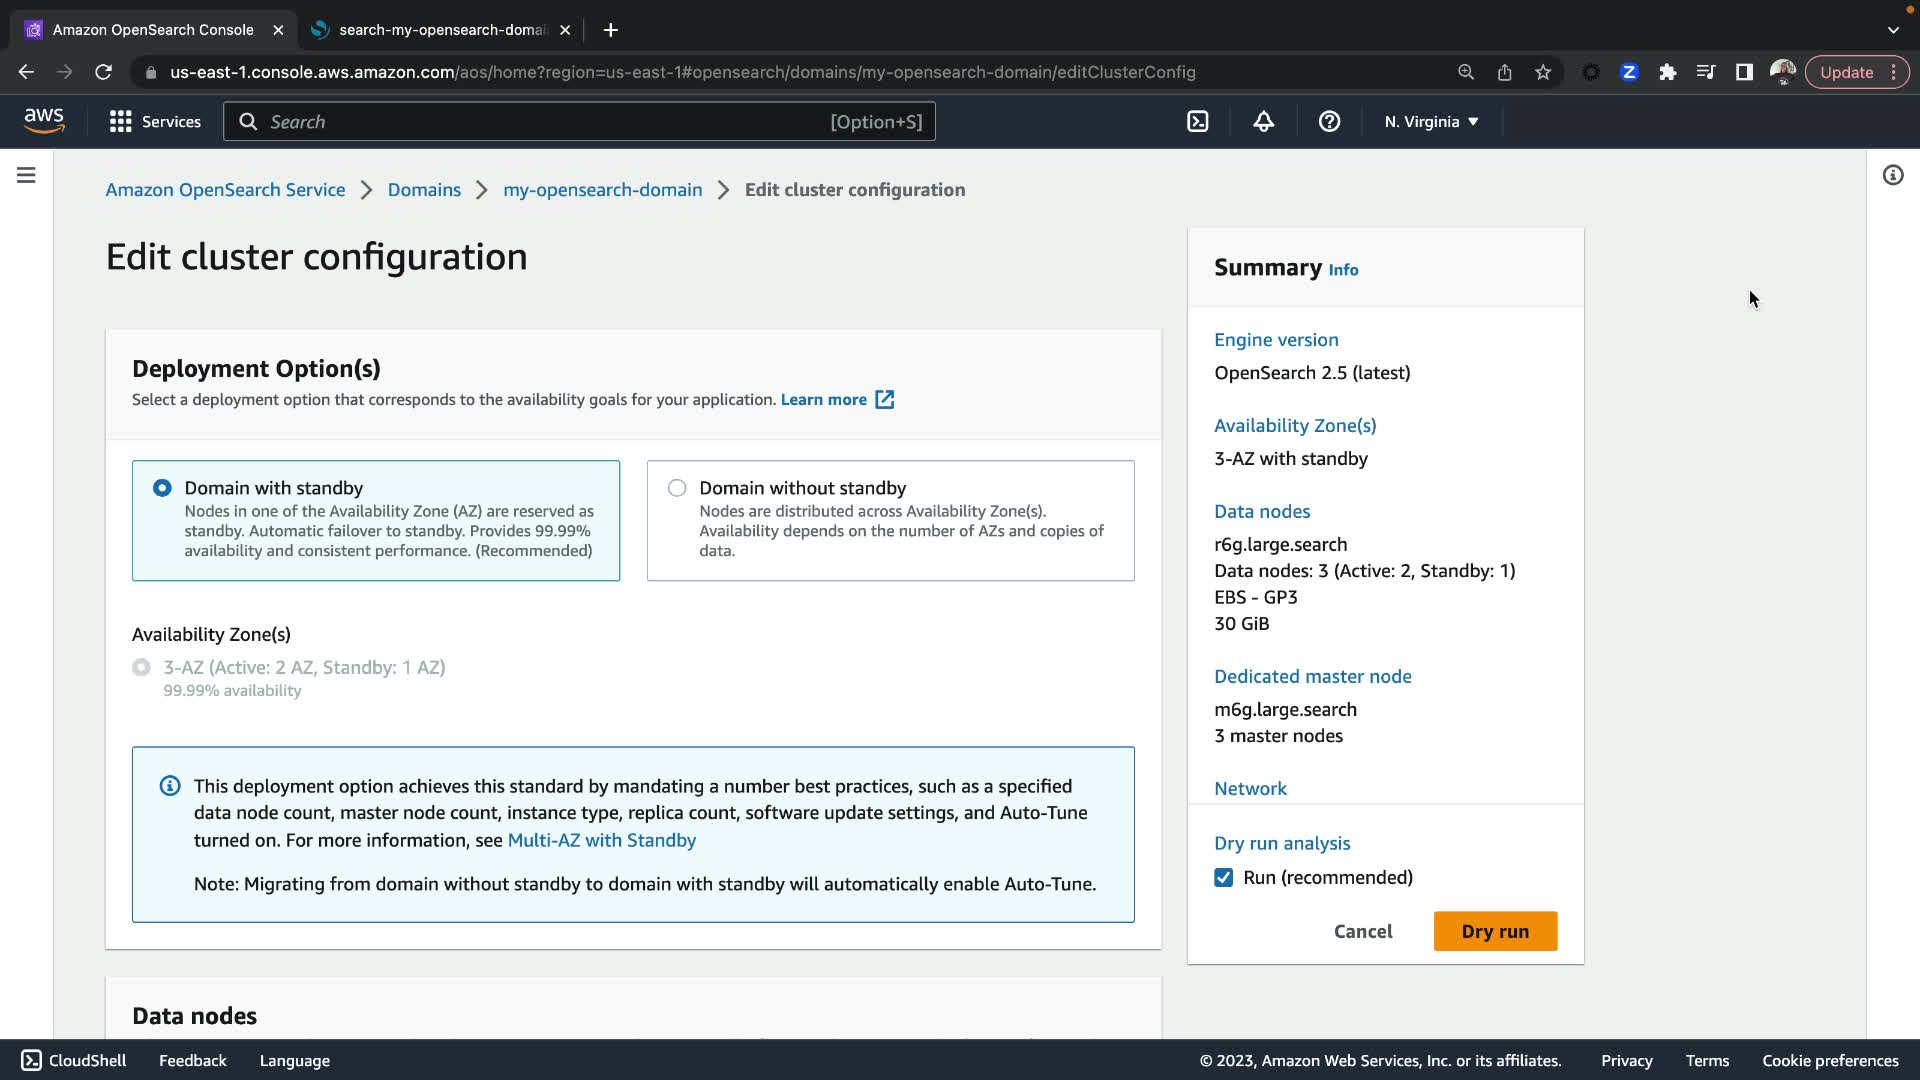 Amazon OpenSearch Console
search-my-opensearch-domai
us-east-1.console.aws.amazon.com/aos/home?region=us-east-1#opensearch/domains/my-opensearch-domain/editClusterConfig
Z
Update
aws
Services
Search
[Option+S]
N. Virginia
Amazon OpenSearch Service
Domains
my-opensearch-domain
Edit cluster configuration
Edit cluster configuration
Deployment Option(s)
Select a deployment option that corresponds to the availability goals for your application. Learn more
Domain with standby
Nodes in one of the Availability Zone (AZ) are reserved as
standby. Automatic failover to standby. Provides 99.99%
availability and consistent performance. (Recommended)
Domain without standby
Nodes are distributed across Availability Zone(s).
Availability depends on the number of AZs and copies of
data.
Availability Zone(s)
3-AZ (Active: 2 AZ, Standby: 1 AZ)
99.99% availability
This deployment option achieves this standard by mandating a number best practices, such as a specified
data node count, master node count, instance type, replica count, software update settings, and Auto-Tune
turned on. For more information, see Multi-AZ with Standby
Note: Migrating from domain without standby to domain with standby will automatically enable Auto-Tune.
Data nodes
Summary Info
Engine version
OpenSearch 2.5 (latest)
Availability Zone(s)
3-AZ with standby
Data nodes
r6g.large.search
Data nodes: 3 (Active: 2, Standby: 1)
EBS - GP3
30 GiB
Dedicated master node
m6g.large.search
3 master nodes
Network
Dry run analysis
Run (recommended)
Cancel
Dry run
CloudShell
Feedback
Language
© 2023, Amazon Web Services, Inc. or its affiliates.
Privacy
Terms
Cookie preferences